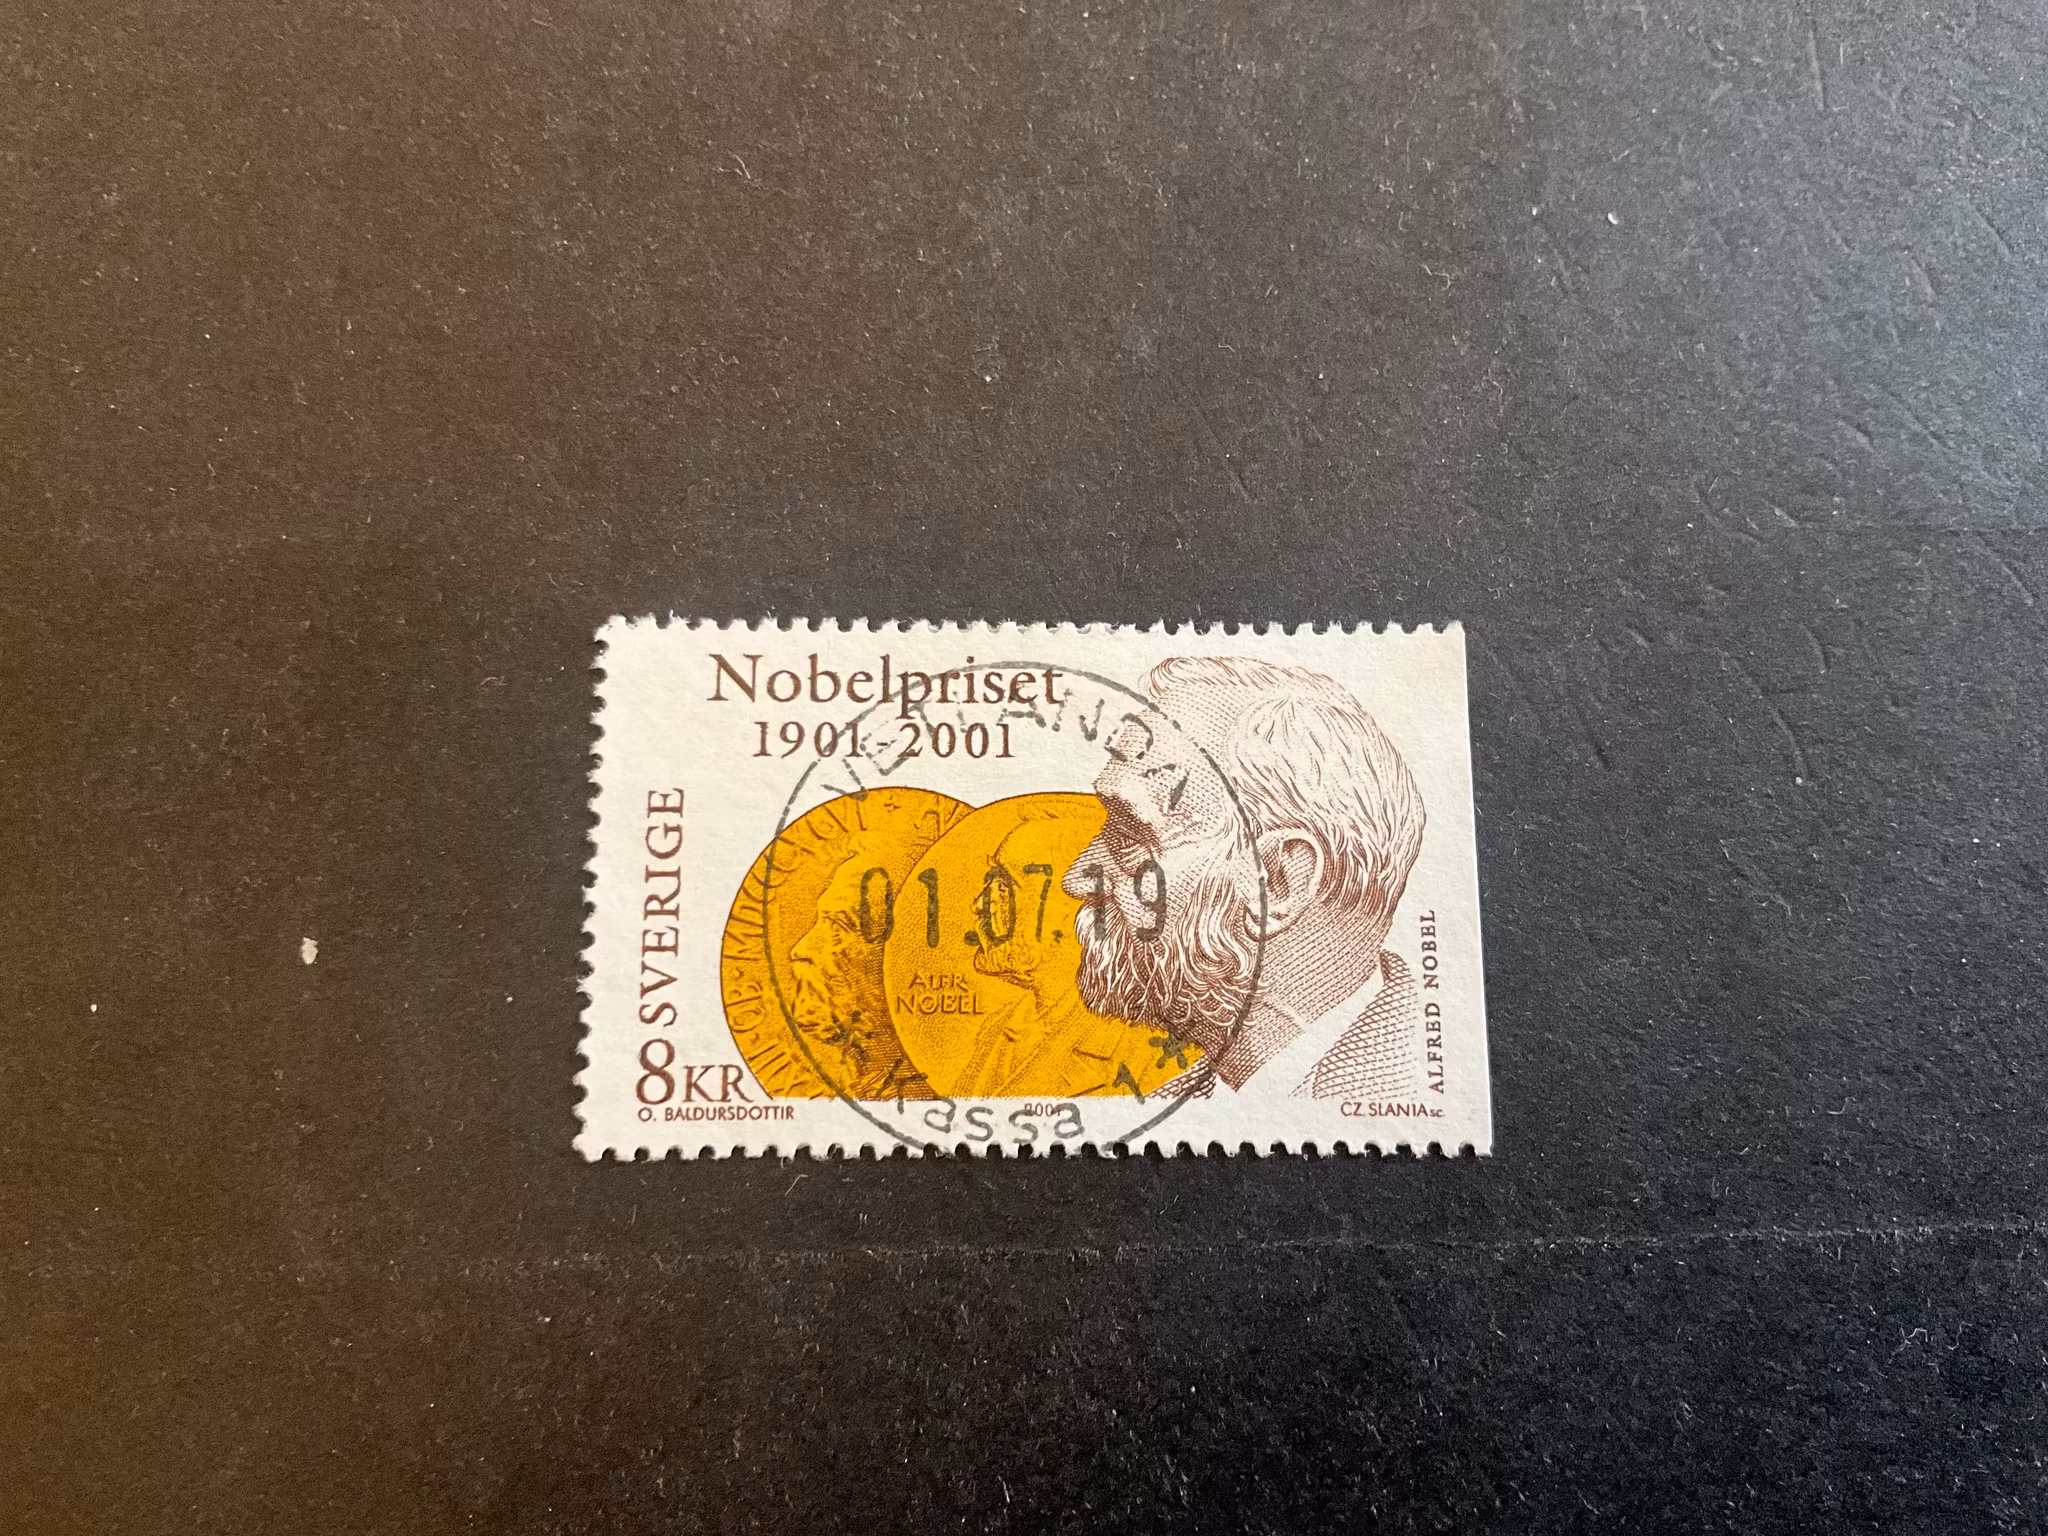 Nobelpriset
1901-2001
SVERIGE
8KR
VETLANDA
01.07.19
ALFR
NOBEL
ALFRED NOBEL
O. BALDURSDOTTIR
2001
CZ. SLANIA sc.
* Kassa 1 *